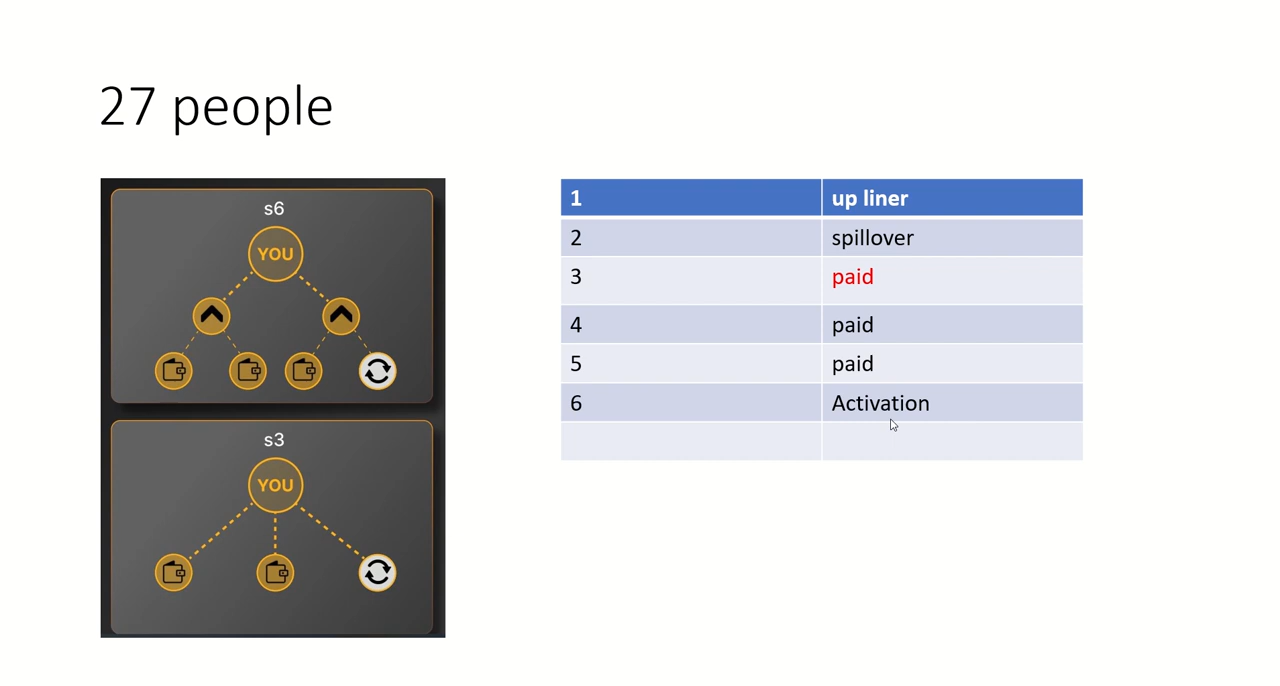 27 people
s6
YOU
s3
YOU
1 up liner
2 spillover
3 paid
4 paid
5 paid
6 Activation